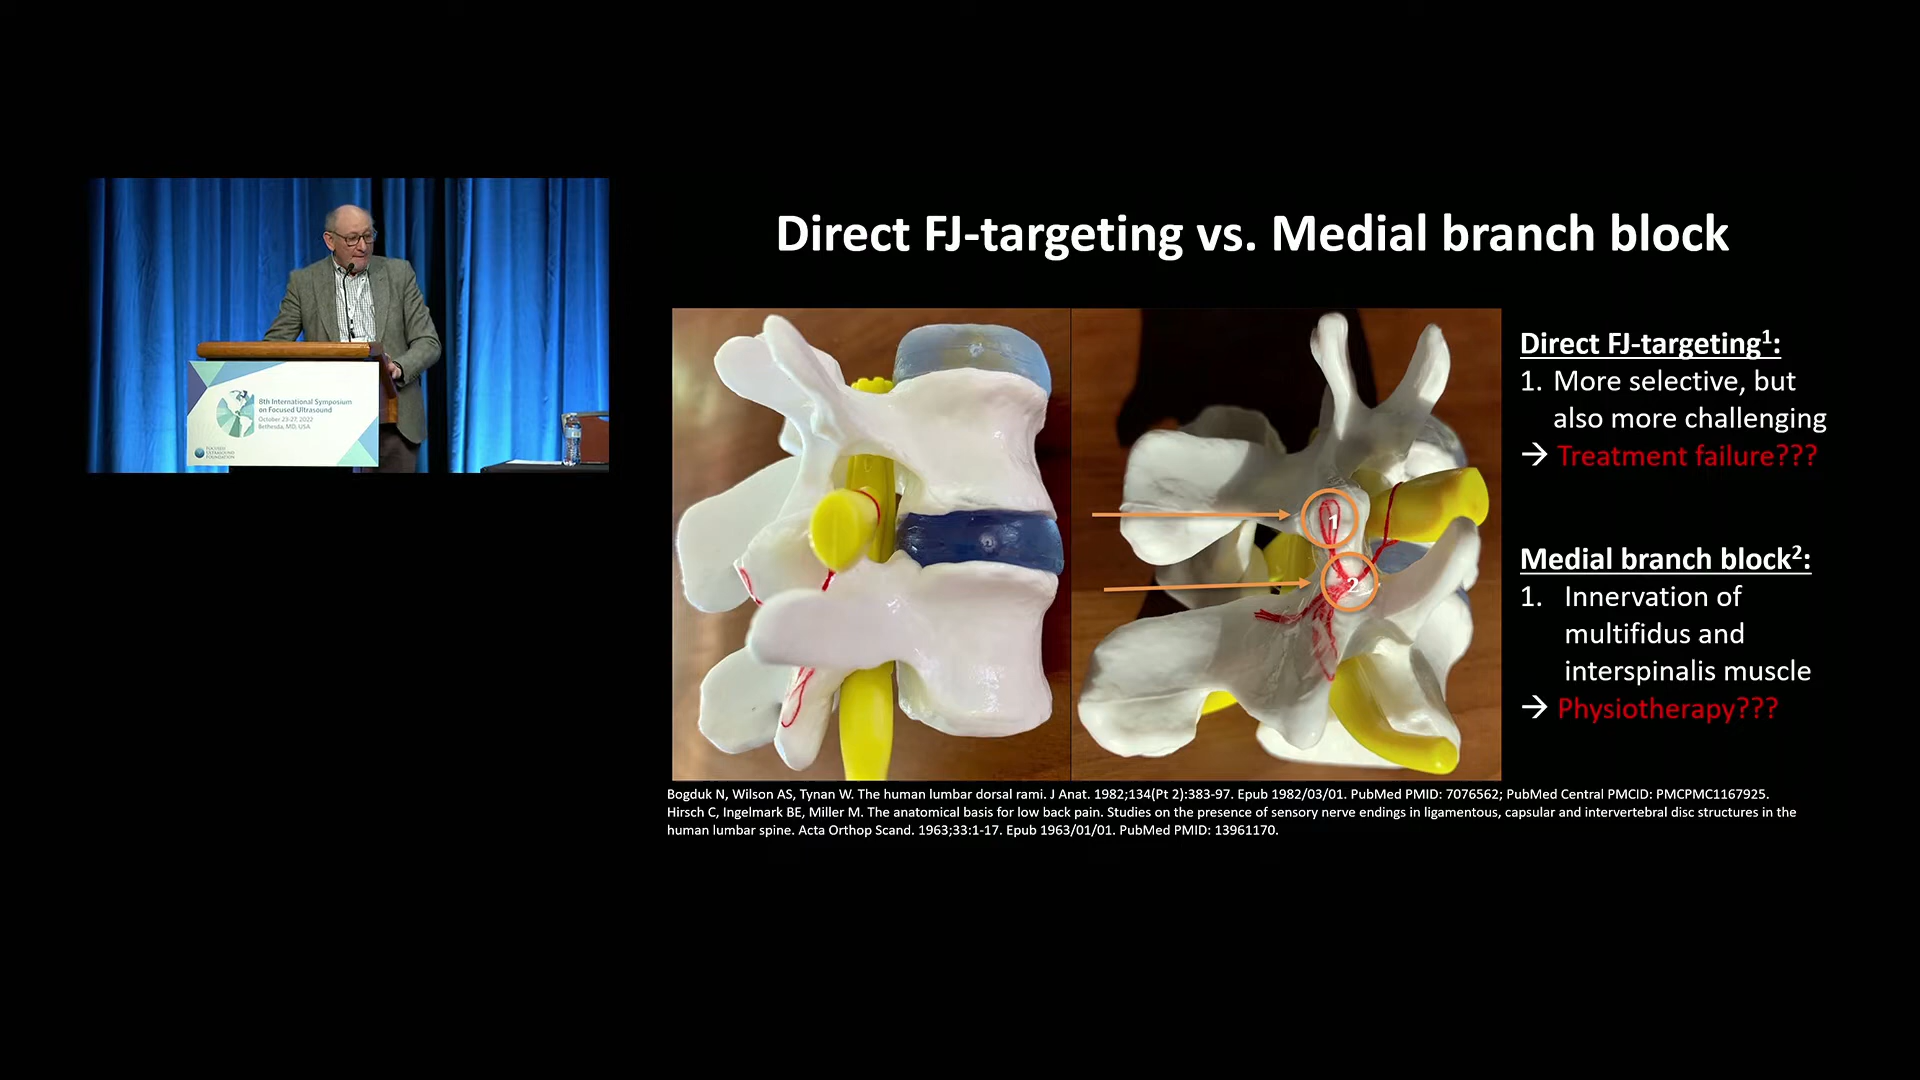 Direct FJ-targeting vs. Medial branch block
8th International Symposium
on Focused Ultrasound
October 23-27, 2022
Bethesda, MD, USA
FOCUSED
ULTRASOUND
FOUNDATION
1
2
Direct FJ-targeting¹:
1. More selective, but
also more challenging
→ Treatment failure???
Medial branch block²:
1. Innervation of
multifidus and
interspinalis muscle
→ Physiotherapy???
Bogduk N, Wilson AS, Tynan W. The human lumbar dorsal rami. J Anat. 1982;134(Pt 2):383-97. Epub 1982/03/01. PubMed PMID: 7076562; PubMed Central PMCID: PMCPMC1167925.
Hirsch C, Ingelmark BE, Miller M. The anatomical basis for low back pain. Studies on the presence of sensory nerve endings in ligamentous, capsular and intervertebral disc structures in the
human lumbar spine. Acta Orthop Scand. 1963;33:1-17. Epub 1963/01/01. PubMed PMID: 13961170.